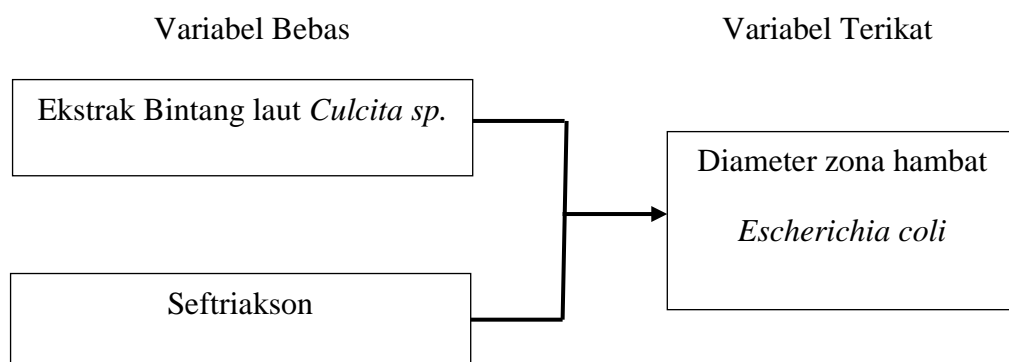 Variabel Bebas
Variabel Terikat
Ekstrak Bintang laut Culcita sp.
Diameter zona hambat
Escherichia coli
Seftriakson